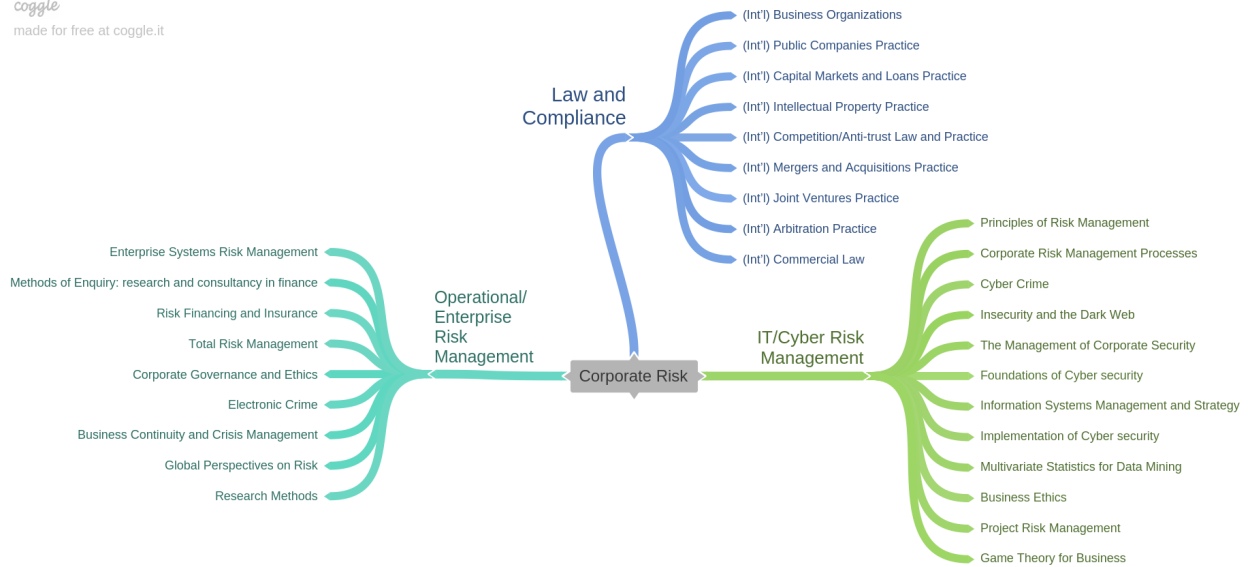 coggle
made for free at coggle.it
Law and
Compliance
(Int'l) Business Organizations
(Int'l) Public Companies Practice
(Int'l) Capital Markets and Loans Practice
(Int'l) Intellectual Property Practice
(Int'l) Competition/Anti-trust Law and Practice
(Int'l) Mergers and Acquisitions Practice
(Int'l) Joint Ventures Practice
(Int'l) Arbitration Practice
(Int'l) Commercial Law
Operational/
Enterprise
Risk
Management
Enterprise Systems Risk Management
Methods of Enquiry: research and consultancy in finance
Risk Financing and Insurance
Total Risk Management
Corporate Governance and Ethics
Electronic Crime
Business Continuity and Crisis Management
Global Perspectives on Risk
Research Methods
Corporate Risk
IT/Cyber Risk
Management
Principles of Risk Management
Corporate Risk Management Processes
Cyber Crime
Insecurity and the Dark Web
The Management of Corporate Security
Foundations of Cyber security
Information Systems Management and Strategy
Implementation of Cyber security
Multivariate Statistics for Data Mining
Business Ethics
Project Risk Management
Game Theory for Business